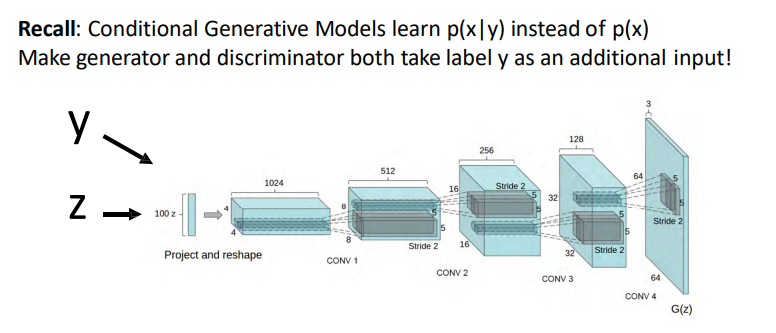 Recall: Conditional Generative Models learn p(x|y) instead of p(x)
Make generator and discriminator both take label y as an additional input!
y
z
100 z
Project and reshape
1024
4
4
CONV 1
512
8
8
5
5
Stride 2
CONV 2
256
16
16
Stride 2
5
5
CONV 3
128
32
32
5
5
Stride 2
CONV 4
3
64
64
5
5
Stride 2
G(z)